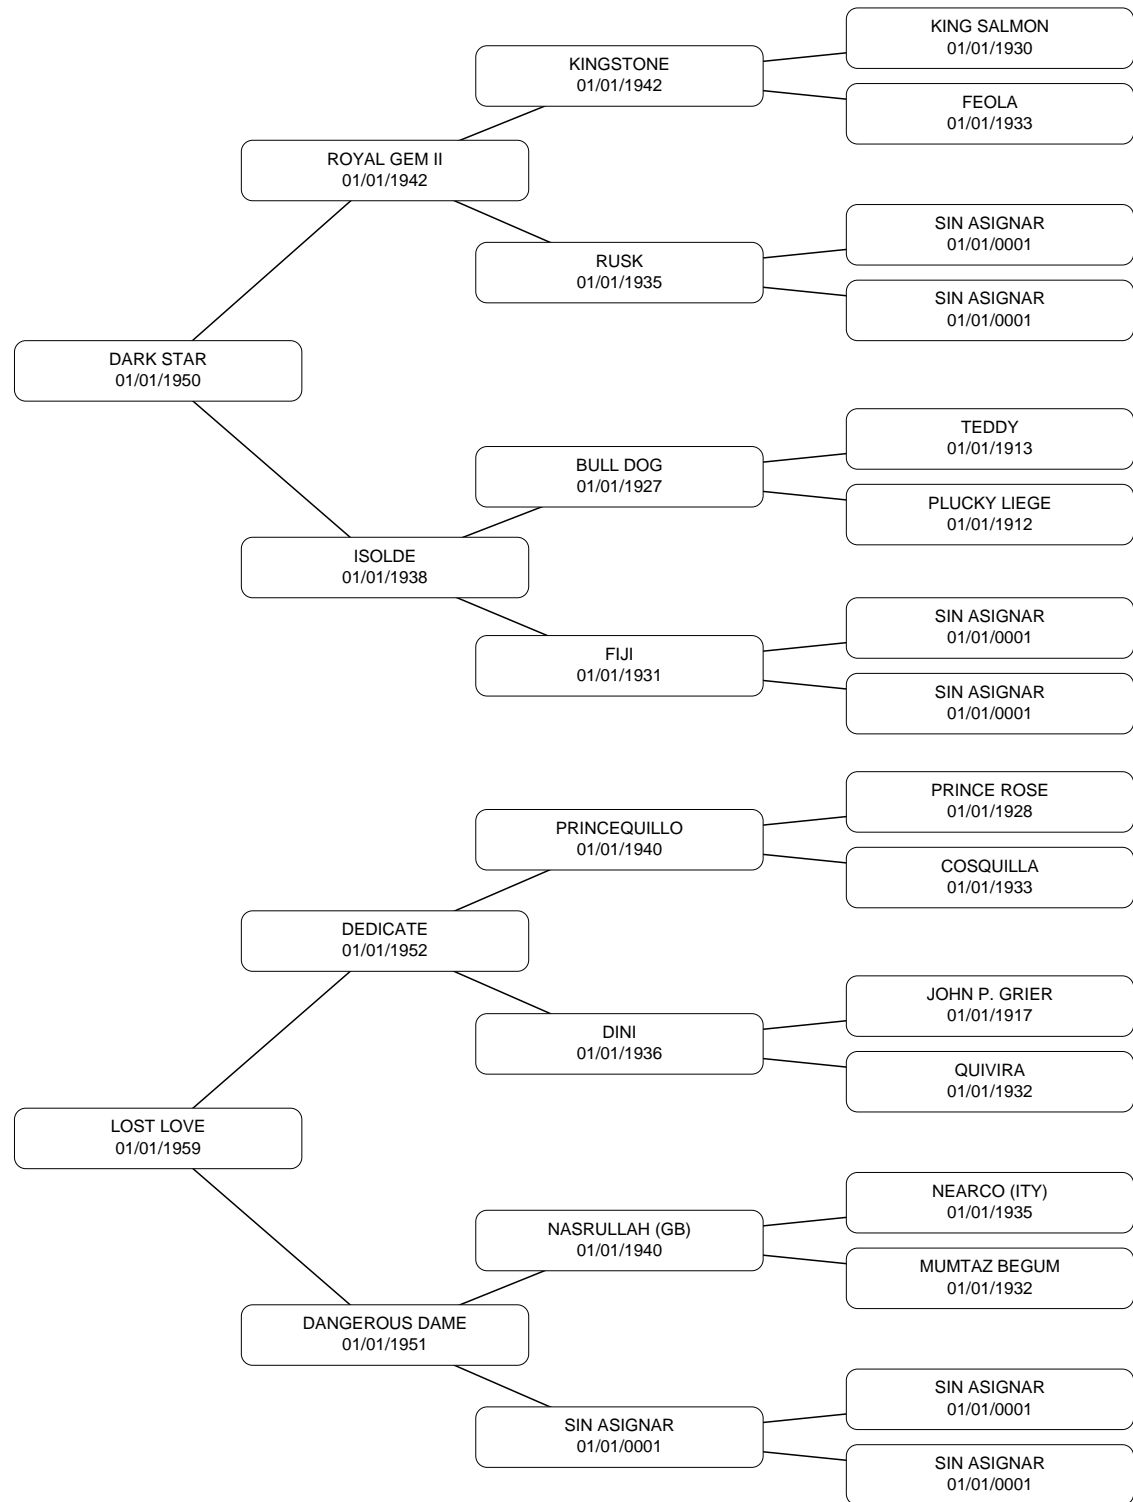 KING SALMON
01/01/1930
KINGSTONE
01/01/1942
FEOLA
01/01/1933
ROYAL GEM II
01/01/1942
SIN ASIGNAR
01/01/0001
RUSK
01/01/1935
SIN ASIGNAR
01/01/0001
DARK STAR
01/01/1950
TEDDY
01/01/1913
BULL DOG
01/01/1927
PLUCKY LIEGE
01/01/1912
ISOLDE
01/01/1938
SIN ASIGNAR
01/01/0001
FIJI
01/01/1931
SIN ASIGNAR
01/01/0001
PRINCE ROSE
01/01/1928
PRINCEQUILLO
01/01/1940
COSQUILLA
01/01/1933
DEDICATE
01/01/1952
JOHN P. GRIER
01/01/1917
DINI
01/01/1936
QUIVIRA
01/01/1932
LOST LOVE
01/01/1959
NEARCO (ITY)
01/01/1935
NASRULLAH (GB)
01/01/1940
MUMTAZ BEGUM
01/01/1932
DANGEROUS DAME
01/01/1951
SIN ASIGNAR
01/01/0001
SIN ASIGNAR
01/01/0001
SIN ASIGNAR
01/01/0001